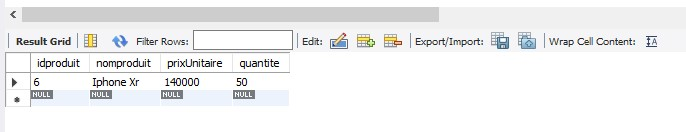 Result Grid Filter Rows: Edit: Export/Import: Wrap Cell Content: IA
idproduit nomproduit prixUnitaire quantite
6 Iphone Xr 140000 50
NULL NULL NULL NULL